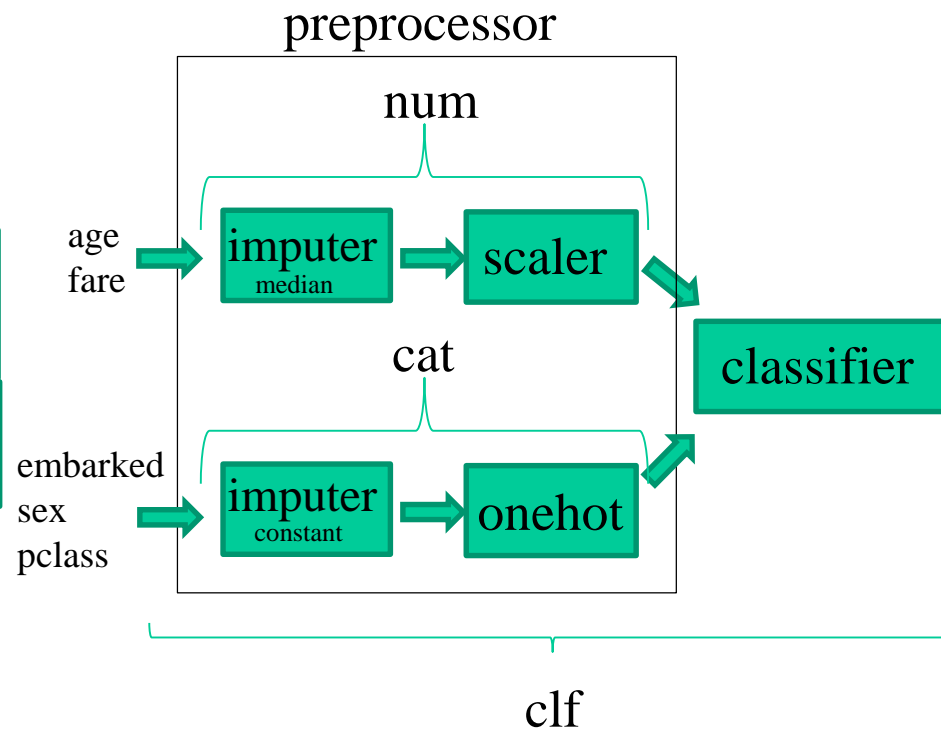 preprocessor
num
age
fare
imputer
median
scaler
classifier
cat
embarked
sex
pclass
imputer
constant
onehot
clf